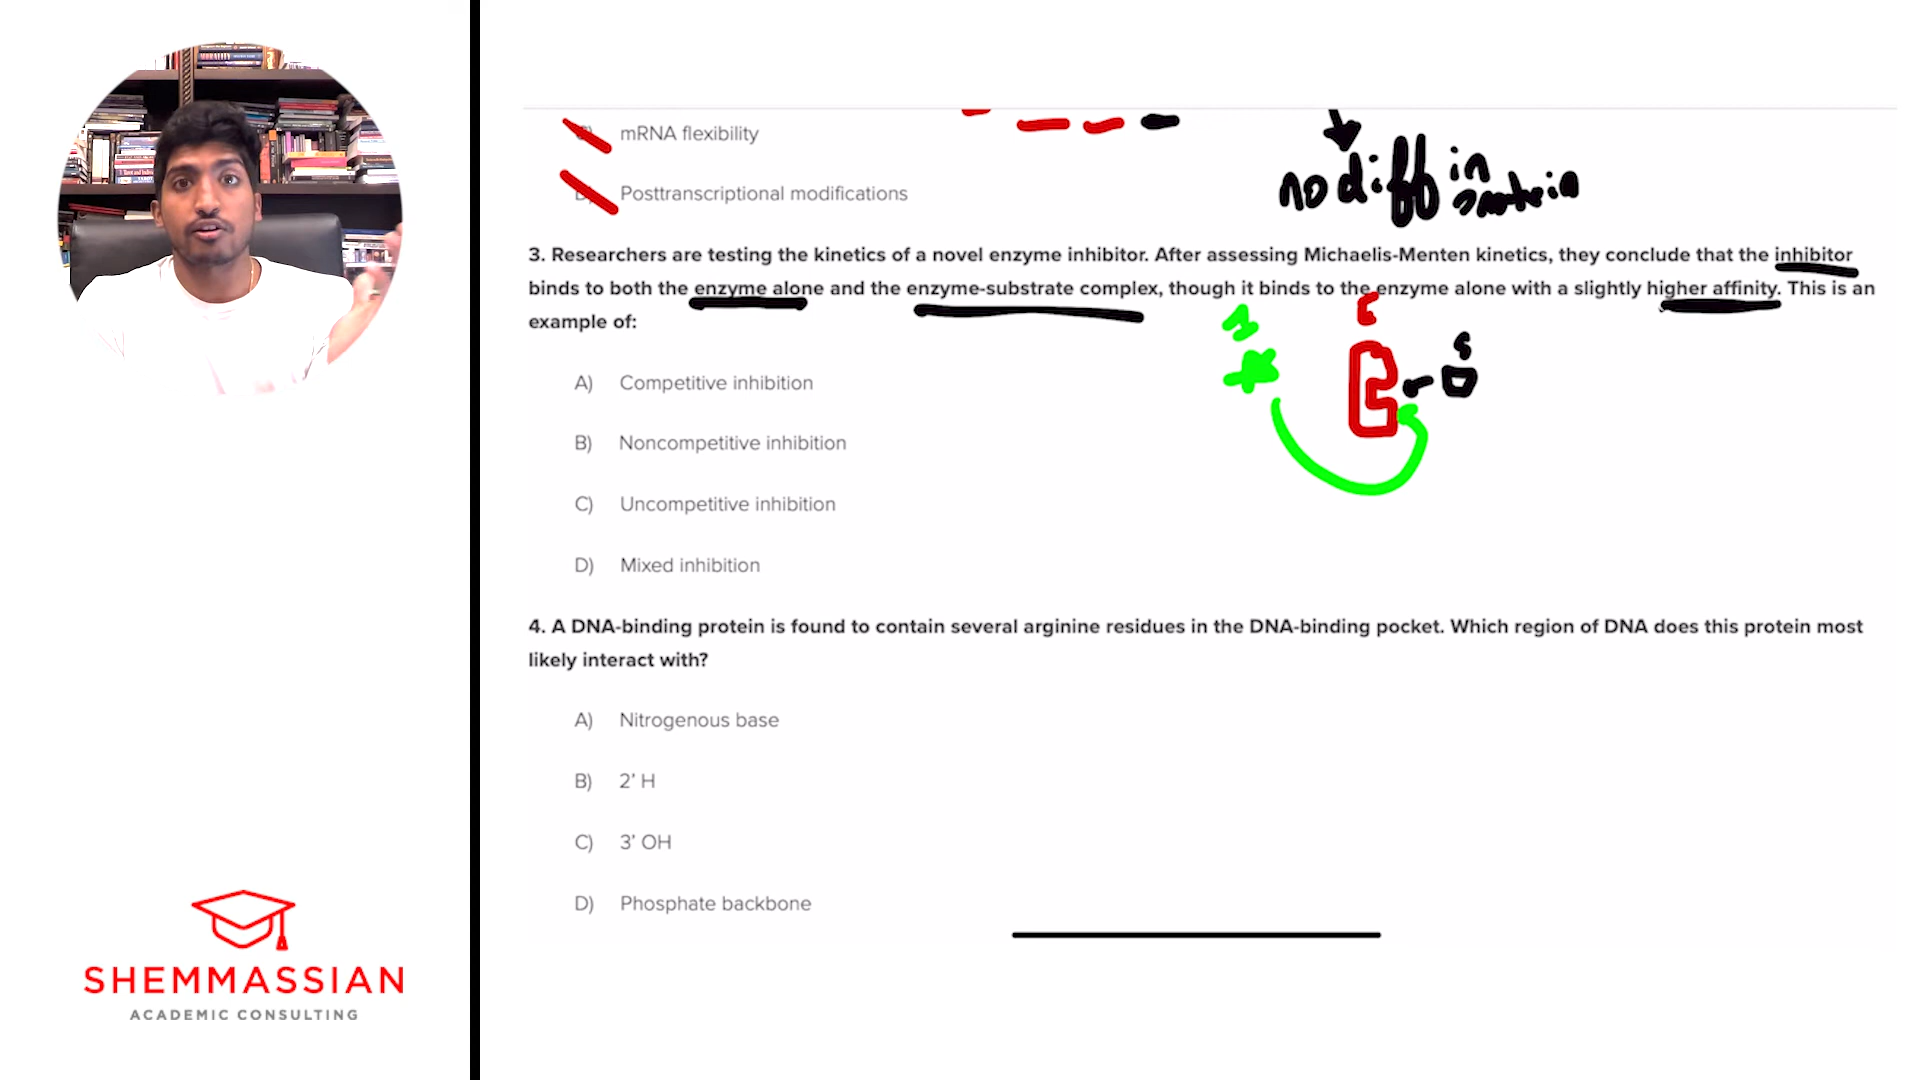 mRNA flexibility
Posttranscriptional modifications
no diff in
protein
3. Researchers are testing the kinetics of a novel enzyme inhibitor. After assessing Michaelis-Menten kinetics, they conclude that the inhibitor
binds to both the enzyme alone and the enzyme-substrate complex, though it binds to the enzyme alone with a slightly higher affinity. This is an
example of:
E
S
A) Competitive inhibition
B) Noncompetitive inhibition
C) Uncompetitive inhibition
D) Mixed inhibition
4. A DNA-binding protein is found to contain several arginine residues in the DNA-binding pocket. Which region of DNA does this protein most
likely interact with?
A) Nitrogenous base
B) 2' H
C) 3' OH
D) Phosphate backbone
SHEMMASSIAN
ACADEMIC CONSULTING